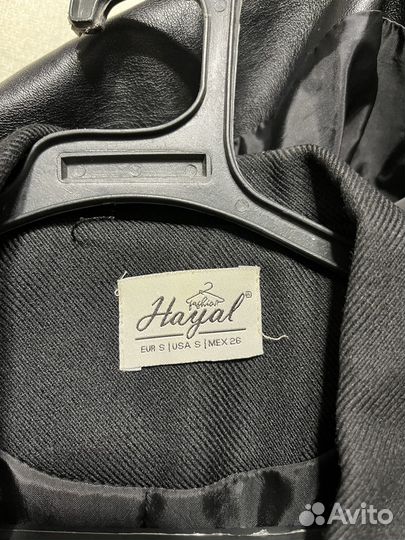 fashion
Hayal®
EUR S | USA S | MEX 26
Avito